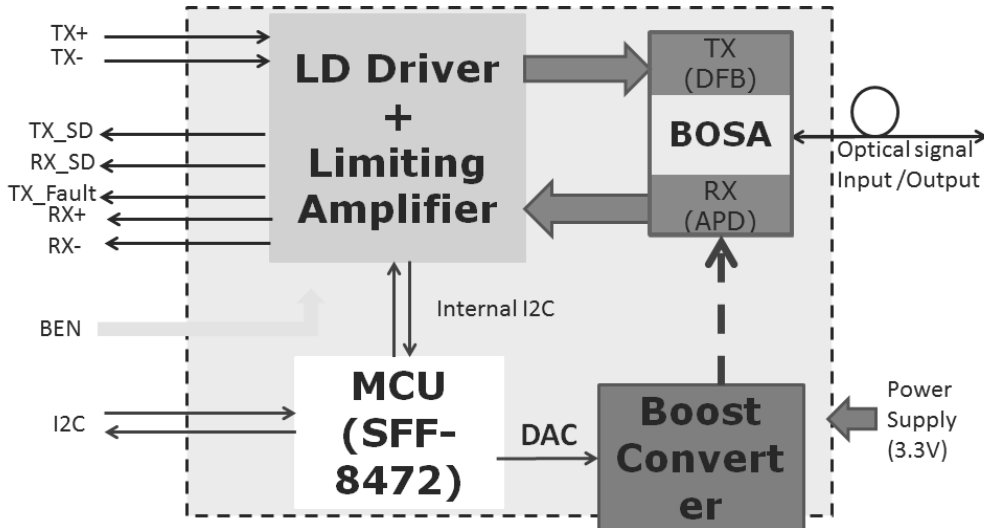 TX+
TX-
TX_SD
RX_SD
TX_Fault
RX+
RX-
BEN
I2C
LD Driver
+
Limiting
Amplifier
TX
(DFB)
BOSA
RX
(APD)
Optical signal
Input /Output
Internal I2C
MCU
(SFF-
8472)
DAC
Boost
Convert
er
Power
Supply
(3.3V)